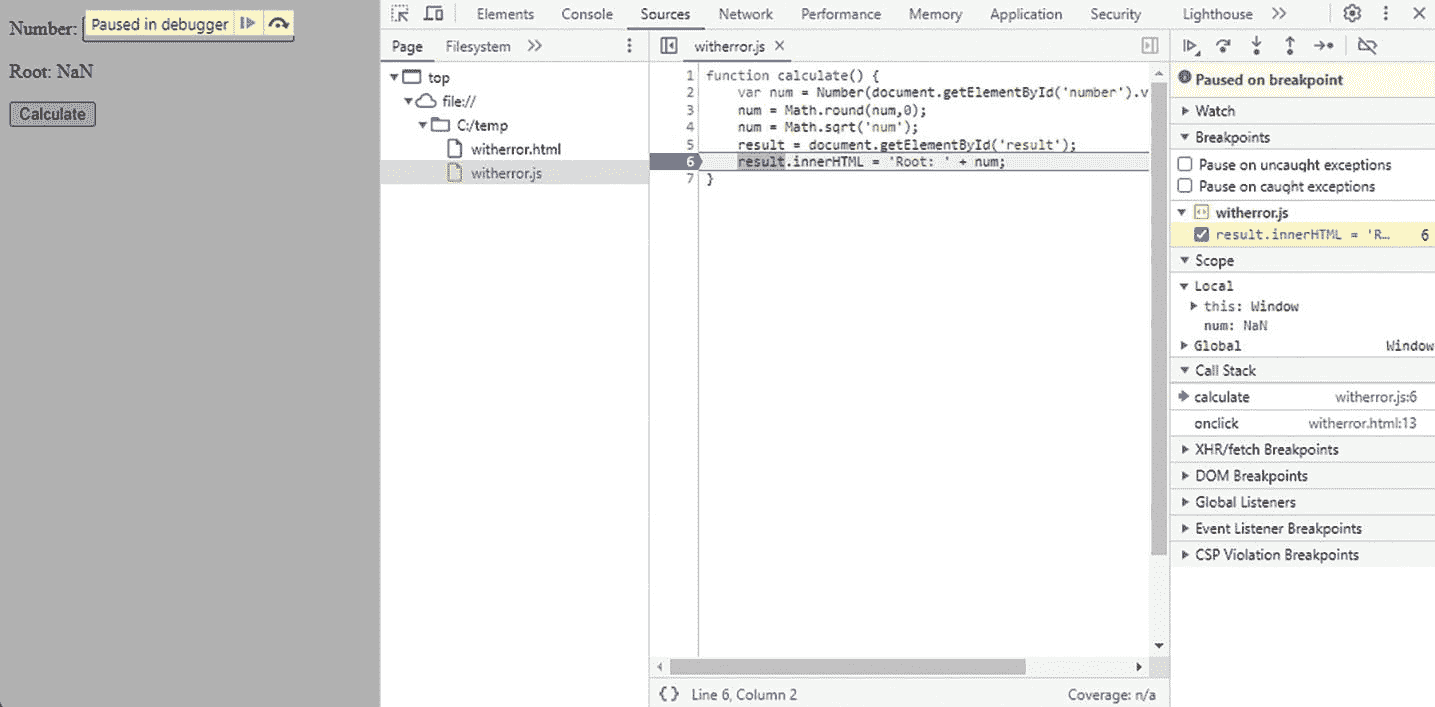 Number: Paused in debugger
Root: NaN
Calculate
Elements Console Sources Network Performance Memory Application Security Lighthouse
Page Filesystem
top
file://
C:/temp
witherror.html
witherror.js
witherror.js
1 function calculate() {
2 var num = Number(document.getElementById('number').v
3 num = Math.round(num,0);
4 num = Math.sqrt('num');
5 result = document.getElementById('result');
6 result.innerHTML = 'Root: ' + num;
7 }
{ } Line 6, Column 2 Coverage: n/a
Paused on breakpoint
Watch
Breakpoints
Pause on uncaught exceptions
Pause on caught exceptions
witherror.js
result.innerHTML = 'R… 6
Scope
Local
this: Window
num: NaN
Global Window
Call Stack
calculate witherror.js:6
onclick witherror.html:13
XHR/fetch Breakpoints
DOM Breakpoints
Global Listeners
Event Listener Breakpoints
CSP Violation Breakpoints